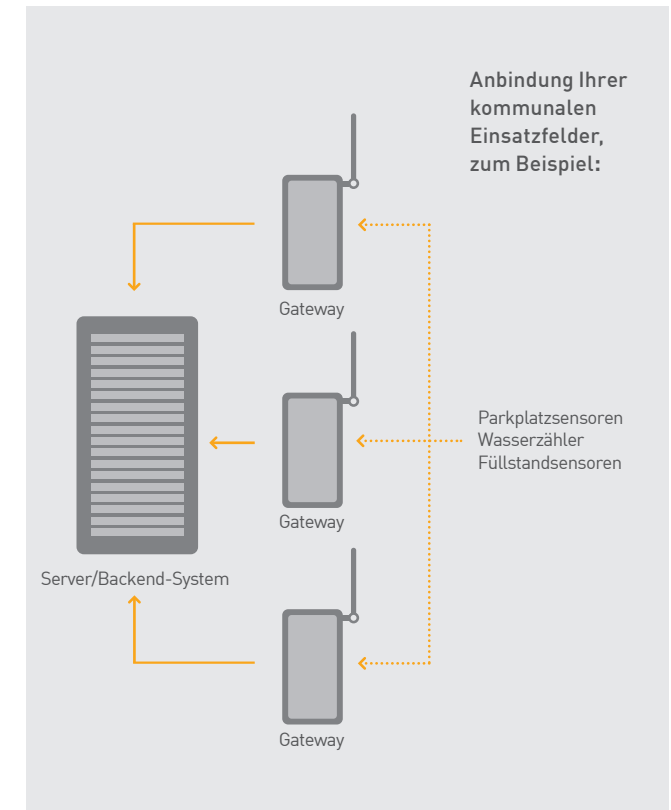 Anbindung Ihrer
kommunalen
Einsatzfelder,
zum Beispiel:
Gateway
Parkplatzsensoren
Wasserzähler
Füllstandsensoren
Gateway
Server/Backend-System
Gateway